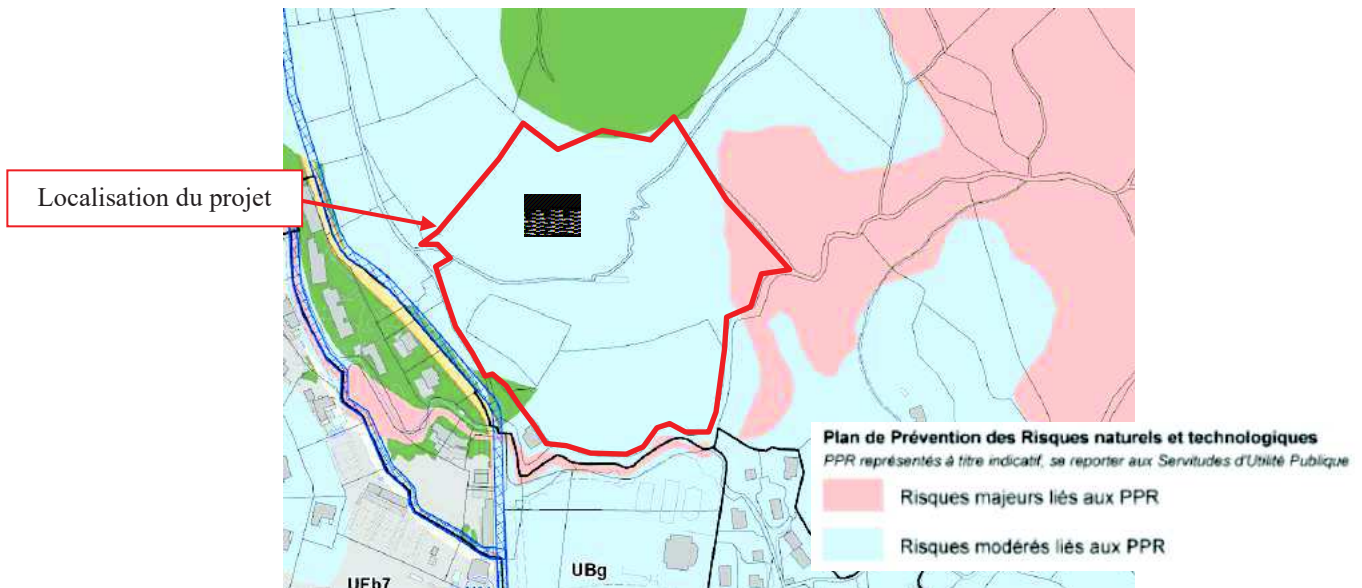 Localisation du projet
Plan de Prévention des Risques naturels et technologiques
PPR représentés à titre indicatif, se reporter aux Servitudes d'Utilité Publique
Risques majeurs liés aux PPR
Risques modérés liés aux PPR
UBg
UEb7